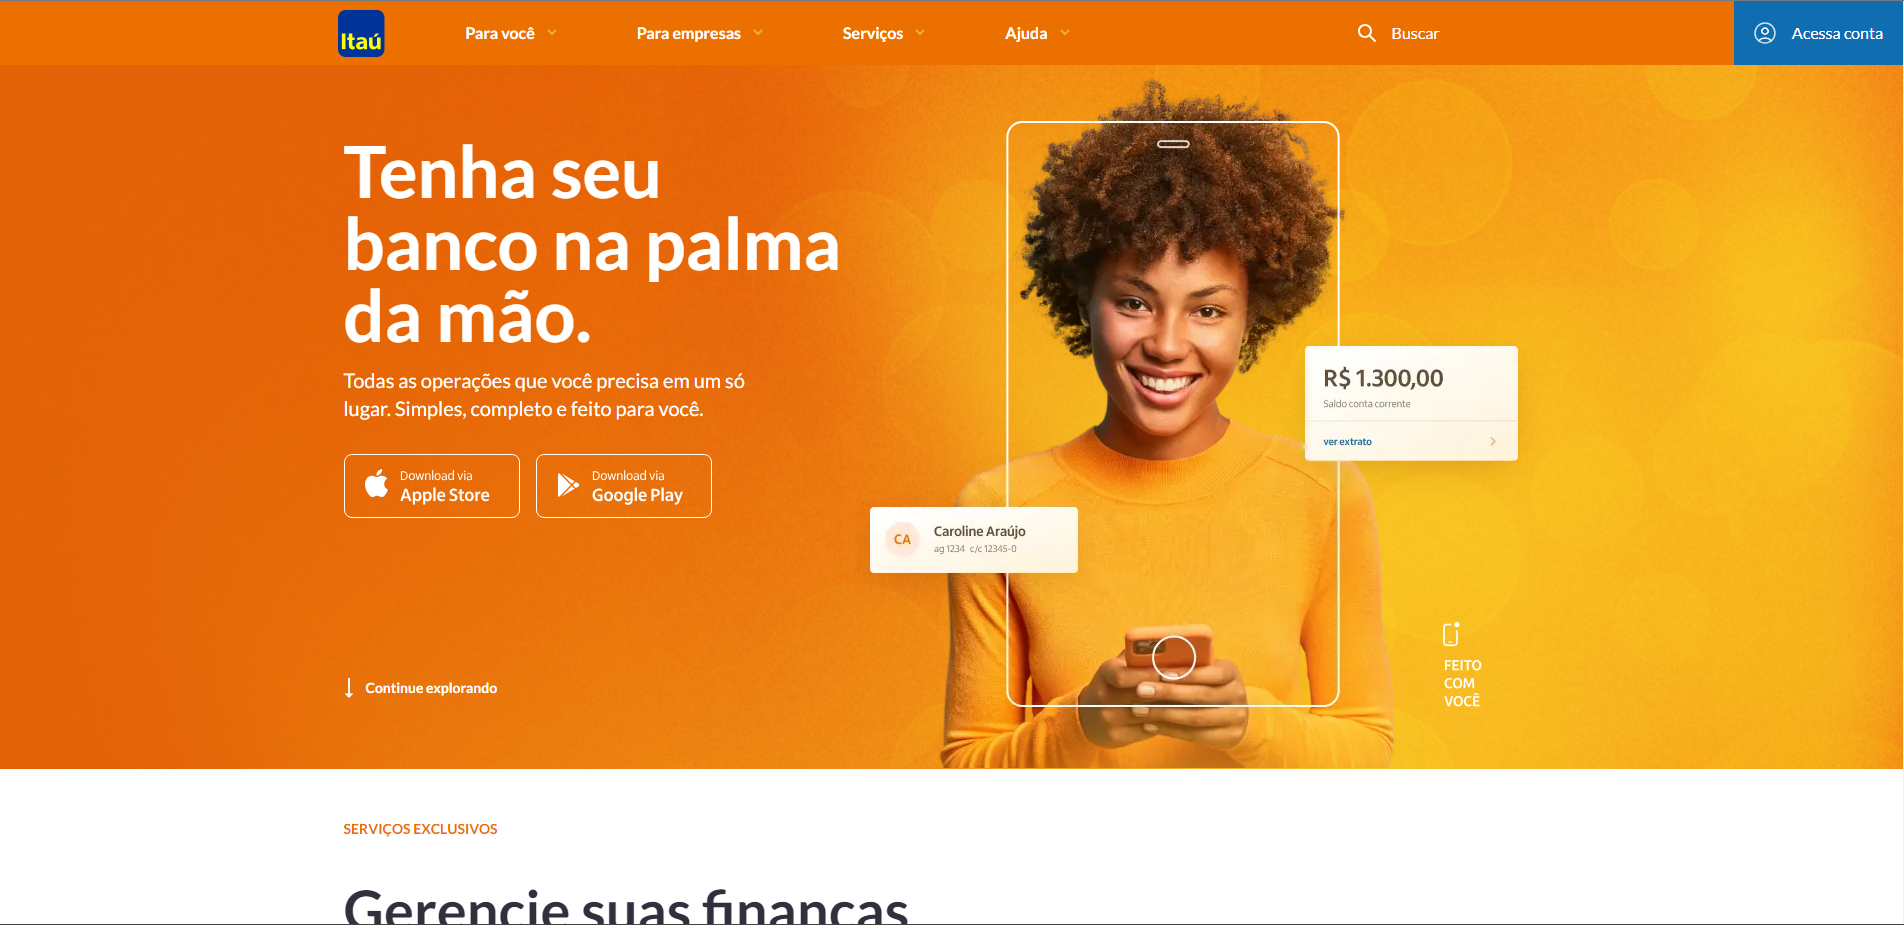 Itaú
Para você
Para empresas
Serviços
Ajuda
Buscar
Acessa conta
Tenha seu
banco na palma
da mão.
Todas as operações que você precisa em um só
lugar. Simples, completo e feito para você.
Download via
Apple Store
Download via
Google Play
R$ 1.300,00
Saldo conta corrente
ver extrato
CA
Caroline Araújo
ag 1234 c/c 12345-0
Continue explorando
FEITO
COM
VOCÊ
SERVIÇOS EXCLUSIVOS
Gerencie suas finanças